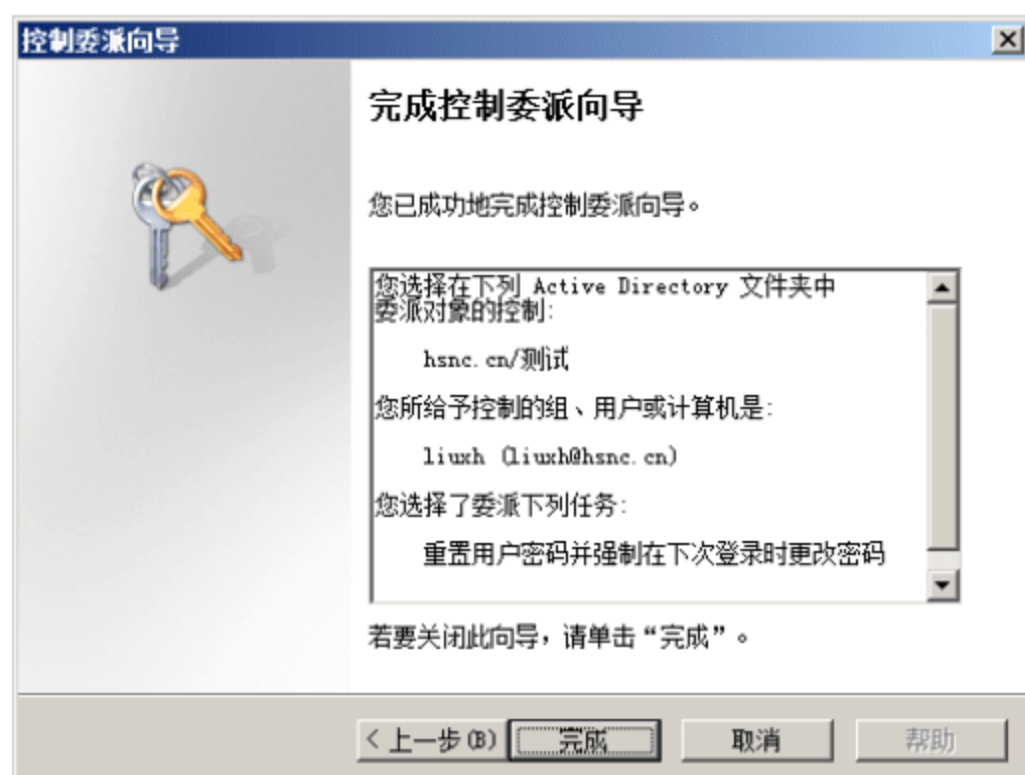 控制委派向导
完成控制委派向导
您已成功地完成控制委派向导。
您选择在下列 Active Directory 文件夹中
委派对象的控制:
hsnc.cn/测试
您所给予控制的组、用户或计算机是:
liuxh (liuxh@hsnc.cn)
您选择了委派下列任务:
重置用户密码并强制在下次登录时更改密码
若要关闭此向导，请单击“完成”。
< 上一步(B) 完成 取消 帮助